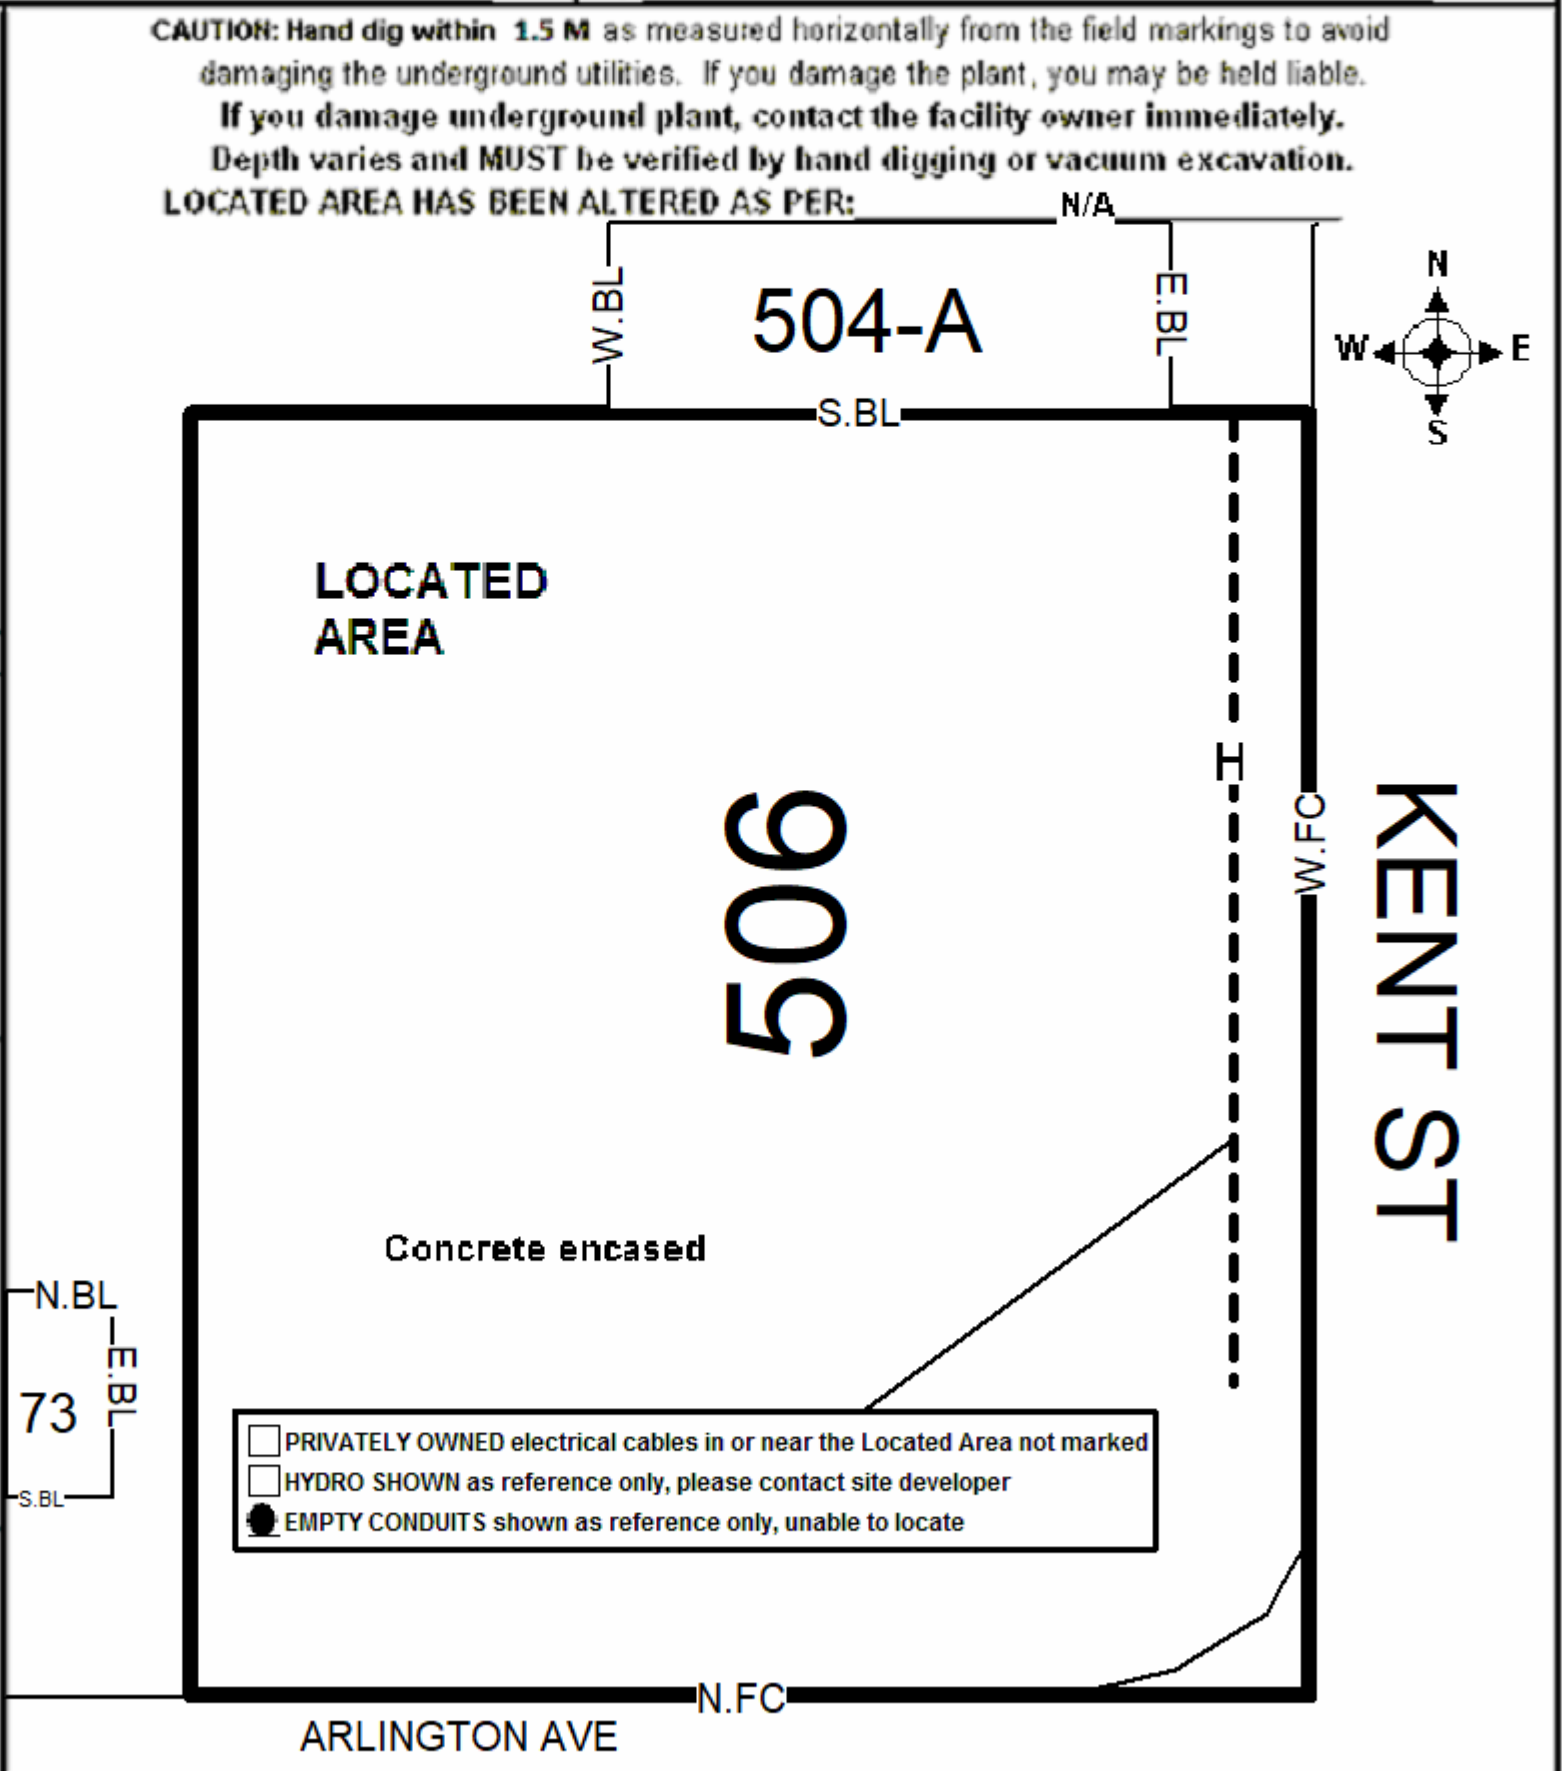 CAUTION: Hand dig within 1.5 M as measured horizontally from the field markings to avoid
damaging the underground utilities. If you damage the plant, you may be held liable.
If you damage underground plant, contact the facility owner immediately.
Depth varies and MUST be verified by hand digging or vacuum excavation.
LOCATED AREA HAS BEEN ALTERED AS PER: N/A
W.BL
504-A
E.BL
N
W E
S
S.BL
LOCATED
AREA
H
W.FC
506
KENT ST
Concrete encased
N.BL
E.BL
73
S.BL
PRIVATELY OWNED electrical cables in or near the Located Area not marked
HYDRO SHOWN as reference only, please contact site developer
EMPTY CONDUITS shown as reference only, unable to locate
N.FC
ARLINGTON AVE